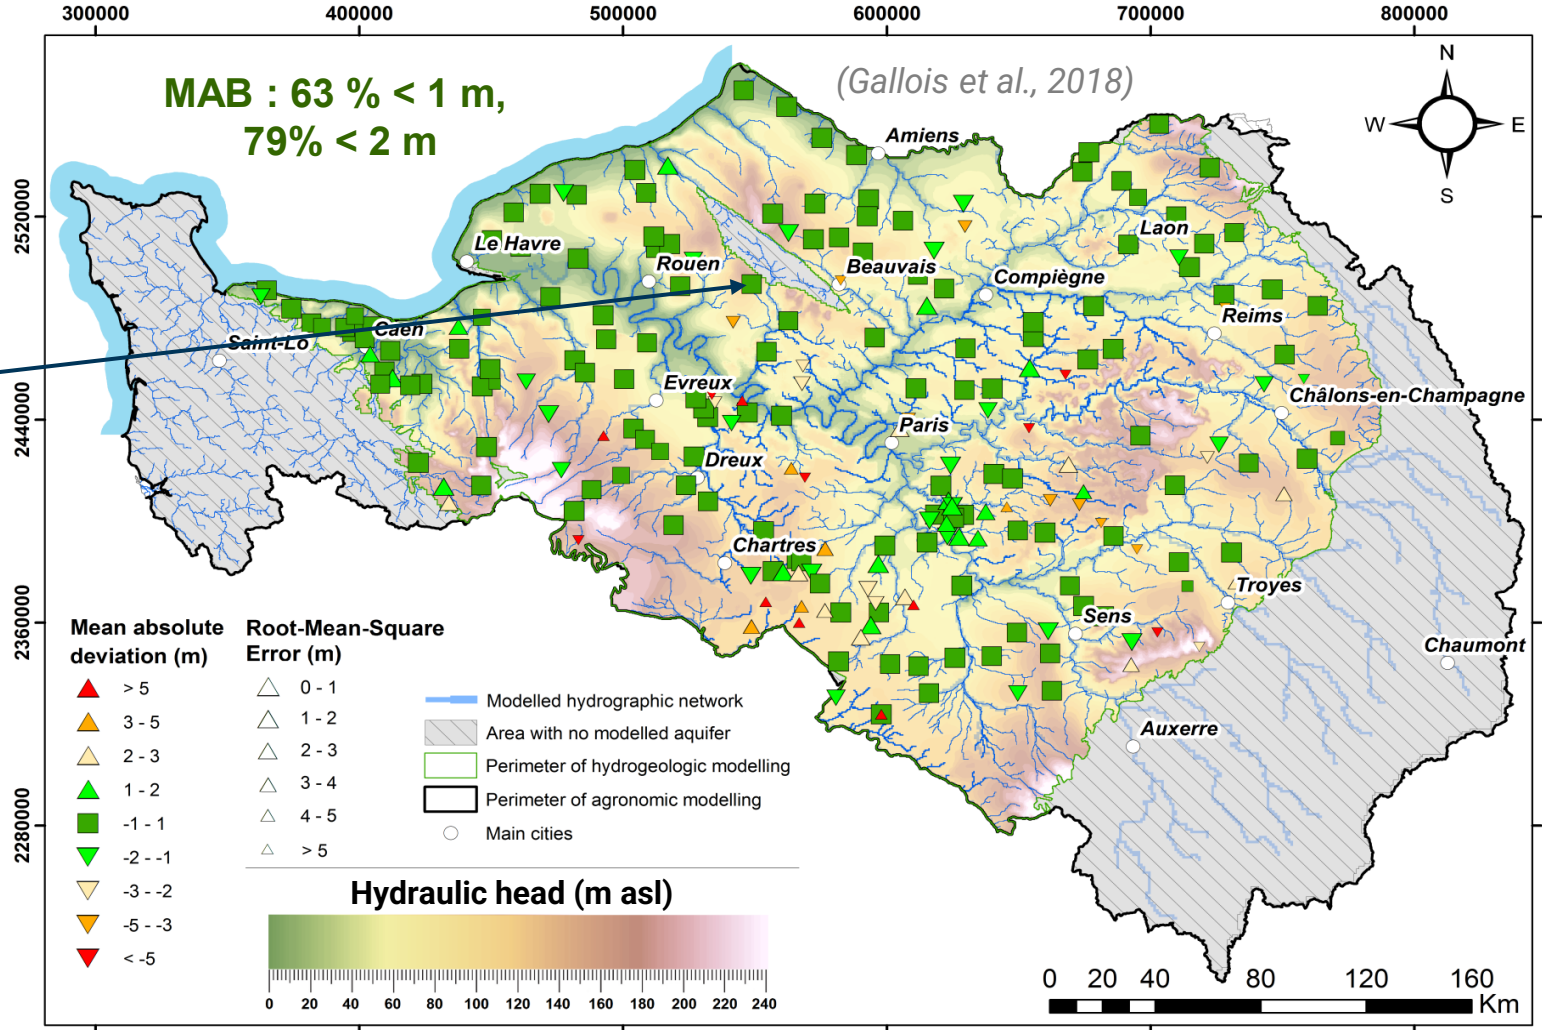 300000
400000
500000
600000
700000
800000
MAB : 63 % < 1 m,
79% < 2 m
(Gallois et al., 2018)
N
W
E
S
2520000
2440000
2360000
2280000
Amiens
Laon
Le Havre
Rouen
Beauvais
Compiègne
Reims
Caen
Saint-Lo
Evreux
Châlons-en-Champagne
Paris
Dreux
Chartres
Troyes
Sens
Chaumont
Auxerre
Mean absolute
deviation (m)
> 5
3 - 5
2 - 3
1 - 2
-1 - 1
-2 - -1
-3 - -2
-5 - -3
< -5
Root-Mean-Square
Error (m)
0 - 1
1 - 2
2 - 3
3 - 4
4 - 5
> 5
Modelled hydrographic network
Area with no modelled aquifer
Perimeter of hydrogeologic modelling
Perimeter of agronomic modelling
Main cities
Hydraulic head (m asl)
0 20 40 60 80 100 120 140 160 180 200 220 240
0 20 40 80 120 160
Km